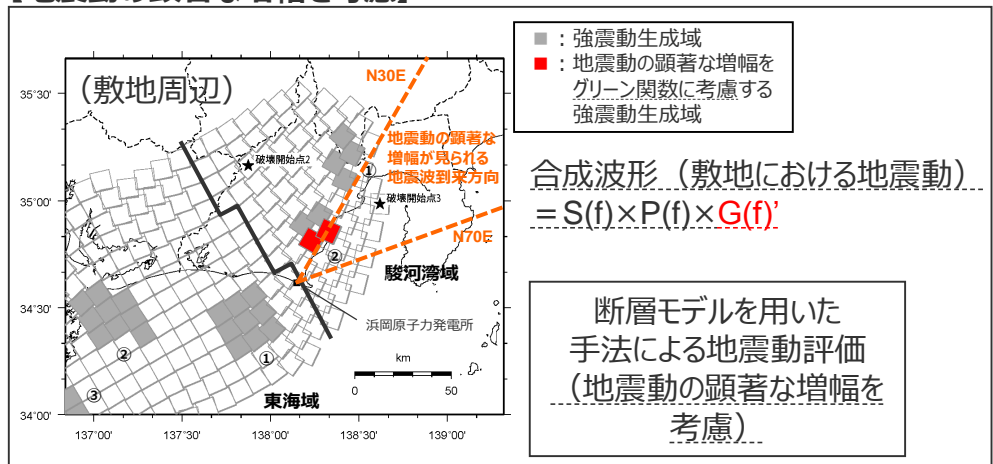 ■：強震動生成域
■：地震動の顕著な増幅を
グリーン関数に考慮する
強震動生成域
（敷地周辺）
N30E
地震動の顕著な
増幅が見られる
地震波到来方向
①
★破壊開始点2
★破壊開始点3
N70E
②
駿河湾域
浜岡原子力発電所
②
①
③
東海域
km
0 50
35°30'
35°00'
34°30'
34°00'
137°00' 137°30' 138°00' 138°30' 139°00'
合成波形（敷地における地震動）
＝S(f)×P(f)×G(f)’
断層モデルを用いた
手法による地震動評価
（地震動の顕著な増幅を
考慮）